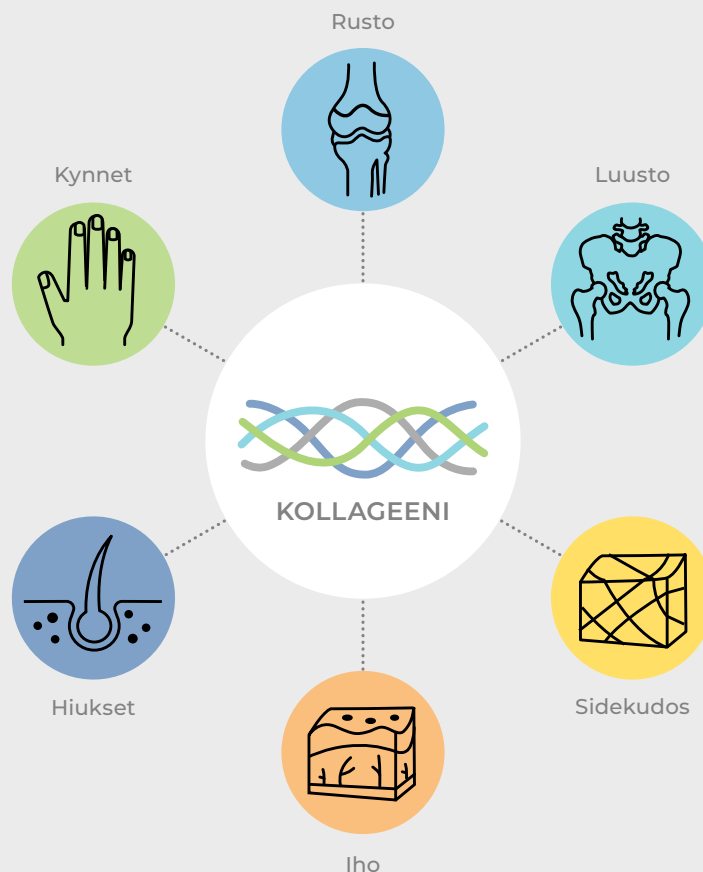 Rusto
Kynnet
Luusto
KOLLAGEENI
Hiukset
Sidekudos
Iho